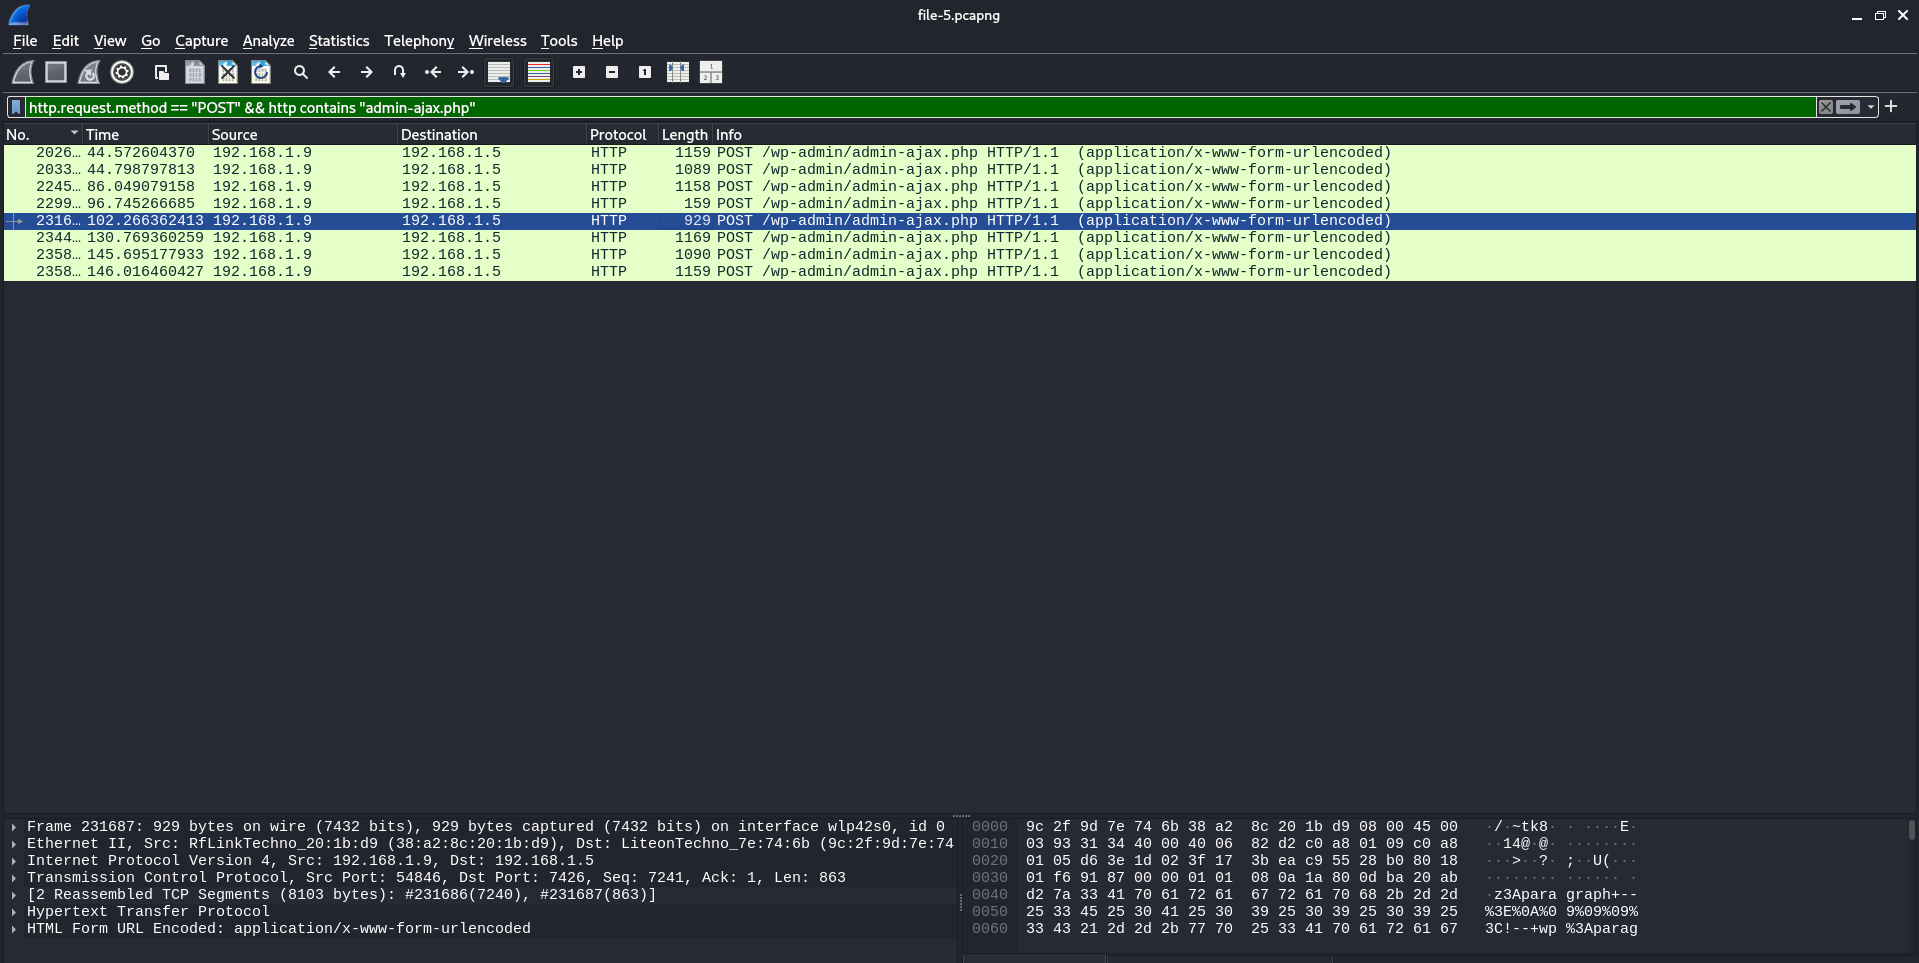 file-5.pcapng
File Edit View Go Capture Analyze Statistics Telephony Wireless Tools Help
http.request.method == "POST" && http contains "admin-ajax.php"
No. Time Source Destination Protocol Length Info
2026… 44.572604370 192.168.1.9 192.168.1.5 HTTP 1159 POST /wp-admin/admin-ajax.php HTTP/1.1 (application/x-www-form-urlencoded)
2033… 44.798797813 192.168.1.9 192.168.1.5 HTTP 1089 POST /wp-admin/admin-ajax.php HTTP/1.1 (application/x-www-form-urlencoded)
2245… 86.049079158 192.168.1.9 192.168.1.5 HTTP 1158 POST /wp-admin/admin-ajax.php HTTP/1.1 (application/x-www-form-urlencoded)
2299… 96.745266685 192.168.1.9 192.168.1.5 HTTP 159 POST /wp-admin/admin-ajax.php HTTP/1.1 (application/x-www-form-urlencoded)
2316… 102.266362413 192.168.1.9 192.168.1.5 HTTP 929 POST /wp-admin/admin-ajax.php HTTP/1.1 (application/x-www-form-urlencoded)
2344… 130.769360259 192.168.1.9 192.168.1.5 HTTP 1169 POST /wp-admin/admin-ajax.php HTTP/1.1 (application/x-www-form-urlencoded)
2358… 145.695177933 192.168.1.9 192.168.1.5 HTTP 1090 POST /wp-admin/admin-ajax.php HTTP/1.1 (application/x-www-form-urlencoded)
2358… 146.016460427 192.168.1.9 192.168.1.5 HTTP 1159 POST /wp-admin/admin-ajax.php HTTP/1.1 (application/x-www-form-urlencoded)
Frame 231687: 929 bytes on wire (7432 bits), 929 bytes captured (7432 bits) on interface wlp42s0, id 0
Ethernet II, Src: RfLinkTechno_20:1b:d9 (38:a2:8c:20:1b:d9), Dst: LiteonTechno_7e:74:6b (9c:2f:9d:7e:74
Internet Protocol Version 4, Src: 192.168.1.9, Dst: 192.168.1.5
Transmission Control Protocol, Src Port: 54846, Dst Port: 7426, Seq: 7241, Ack: 1, Len: 863
[2 Reassembled TCP Segments (8103 bytes): #231686(7240), #231687(863)]
Hypertext Transfer Protocol
HTML Form URL Encoded: application/x-www-form-urlencoded
0000 9c 2f 9d 7e 74 6b 38 a2 8c 20 1b d9 08 00 45 00 ·/·~tk8· · ····E·
0010 03 93 31 34 40 00 40 06 82 d2 c0 a8 01 09 c0 a8 ··14@·@· ········
0020 01 05 d6 3e 1d 02 3f 17 3b ea c9 55 28 b0 80 18 ···>··?· ;··U(···
0030 01 f6 91 87 00 00 01 01 08 0a 1a 80 0d ba 20 ab ········ ······ ·
0040 d2 7a 33 41 70 61 72 61 67 72 61 70 68 2b 2d 2d ·z3Apara graph+--
0050 25 33 45 25 30 41 25 30 39 25 30 39 25 30 39 25 %3E%0A%0 9%09%09%
0060 33 43 21 2d 2d 2b 77 70 25 33 41 70 61 72 61 67 3C!--+wp %3Aparag